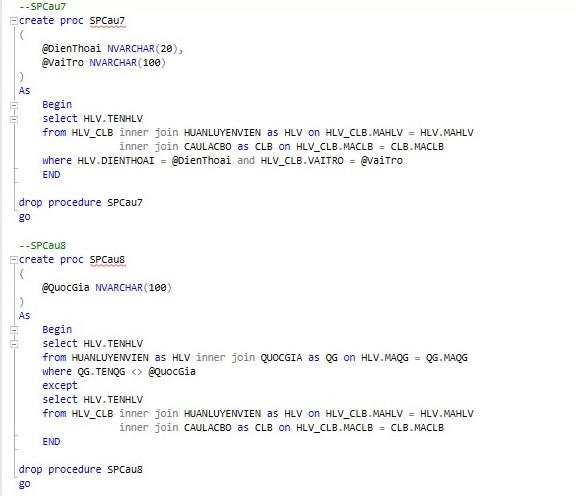 --SPCau7
create proc SPCau7
(
@DienThoai NVARCHAR(20),
@VaiTro NVARCHAR(100)
)
As
Begin
select HLV.TENHLV
from HLV_CLB inner join HUANLUYENVIEN as HLV on HLV_CLB.MAHLV = HLV.MAHLV
inner join CAULACBO as CLB on HLV_CLB.MACLB = CLB.MACLB
where HLV.DIENTHOAI = @DienThoai and HLV_CLB.VAITRO = @VaiTro
END
drop procedure SPCau7
go
--SPCau8
create proc SPCau8
(
@QuocGia NVARCHAR(100)
)
As
Begin
select HLV.TENHLV
from HUANLUYENVIEN as HLV inner join QUOCGIA as QG on HLV.MAQG = QG.MAQG
where QG.TENQG <> @QuocGia
except
select HLV.TENHLV
from HLV_CLB inner join HUANLUYENVIEN as HLV on HLV_CLB.MAHLV = HLV.MAHLV
inner join CAULACBO as CLB on HLV_CLB.MACLB = CLB.MACLB
END
drop procedure SPCau8
go